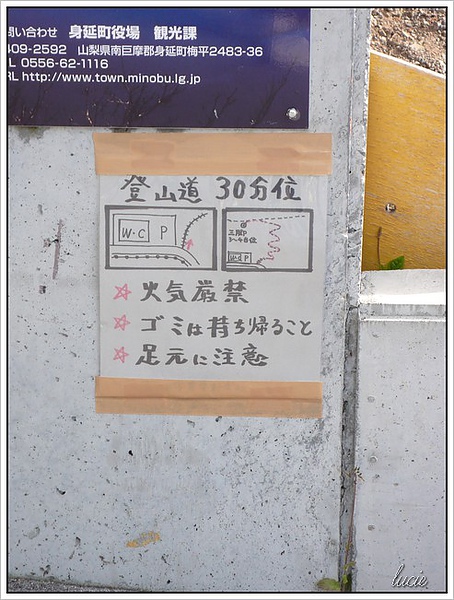 問い合わせ 身延町役場 観光課
409-2592 山梨県南巨摩郡身延町梅平2483-36
L 0556-62-1116
RL http://www.town.minobu.lg.jp
登山道 30分位
W・C P
W・C P
☆ 火気厳禁
☆ ゴミは持ち帰ること
☆ 足元に注意
lucie